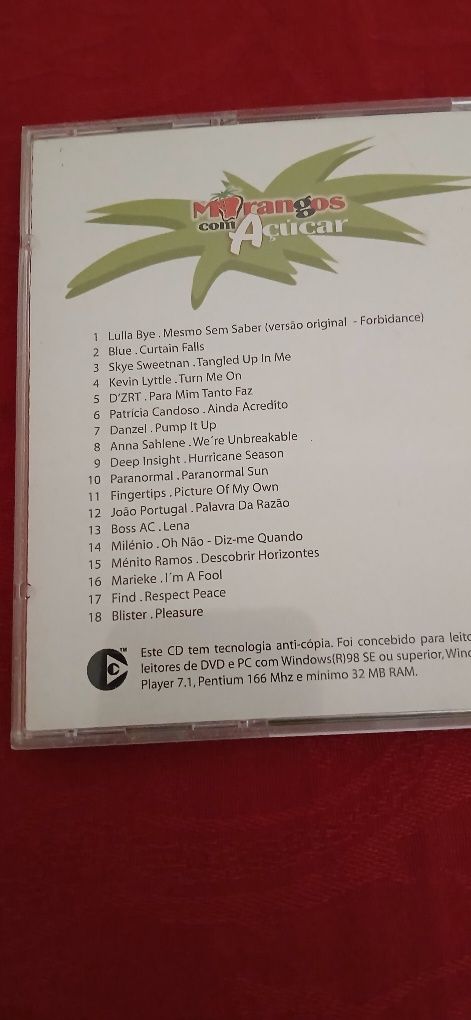 Morangos
com Açúcar
1 Lulla Bye . Mesmo Sem Saber (versão original - Forbidance)
2 Blue . Curtain Falls
3 Skye Sweetnan . Tangled Up In Me
4 Kevin Lyttle . Turn Me On
5 D'ZRT . Para Mim Tanto Faz
6 Patrícia Candoso . Ainda Acredito
7 Danzel . Pump It Up
8 Anna Sahlene . We´re Unbreakable
9 Deep Insight . Hurricane Season
10 Paranormal . Paranormal Sun
11 Fingertips . Picture Of My Own
12 João Portugal . Palavra Da Razão
13 Boss AC . Lena
14 Milénio . Oh Não - Diz-me Quando
15 Ménito Ramos . Descobrir Horizontes
16 Marieke . I´m A Fool
17 Find . Respect Peace
18 Blister . Pleasure
Este CD tem tecnologia anti-cópia. Foi concebido para
leitores de DVD e PC com Windows(R)98 SE ou superior,
Player 7.1, Pentium 166 Mhz e mínimo 32 MB RAM.